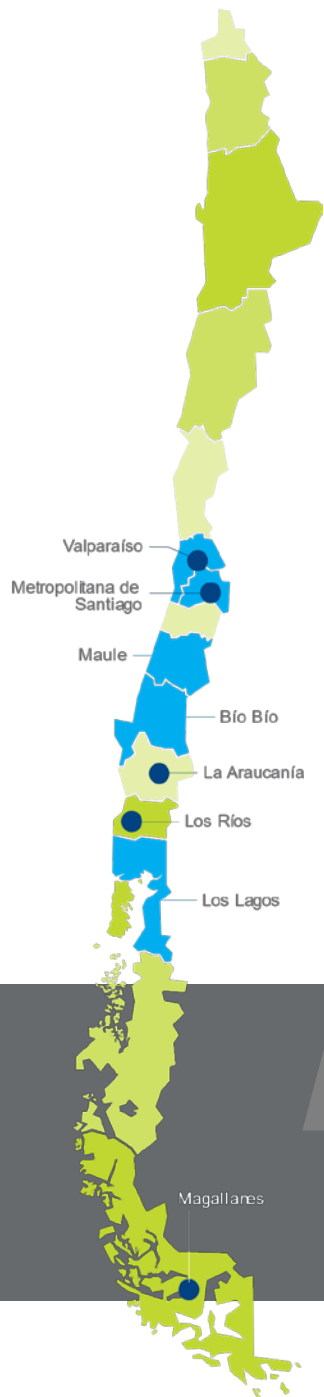 Valparaíso
Metropolitana de
Santiago
Maule
Bío Bío
La Araucanía
Los Ríos
Los Lagos
Magallanes